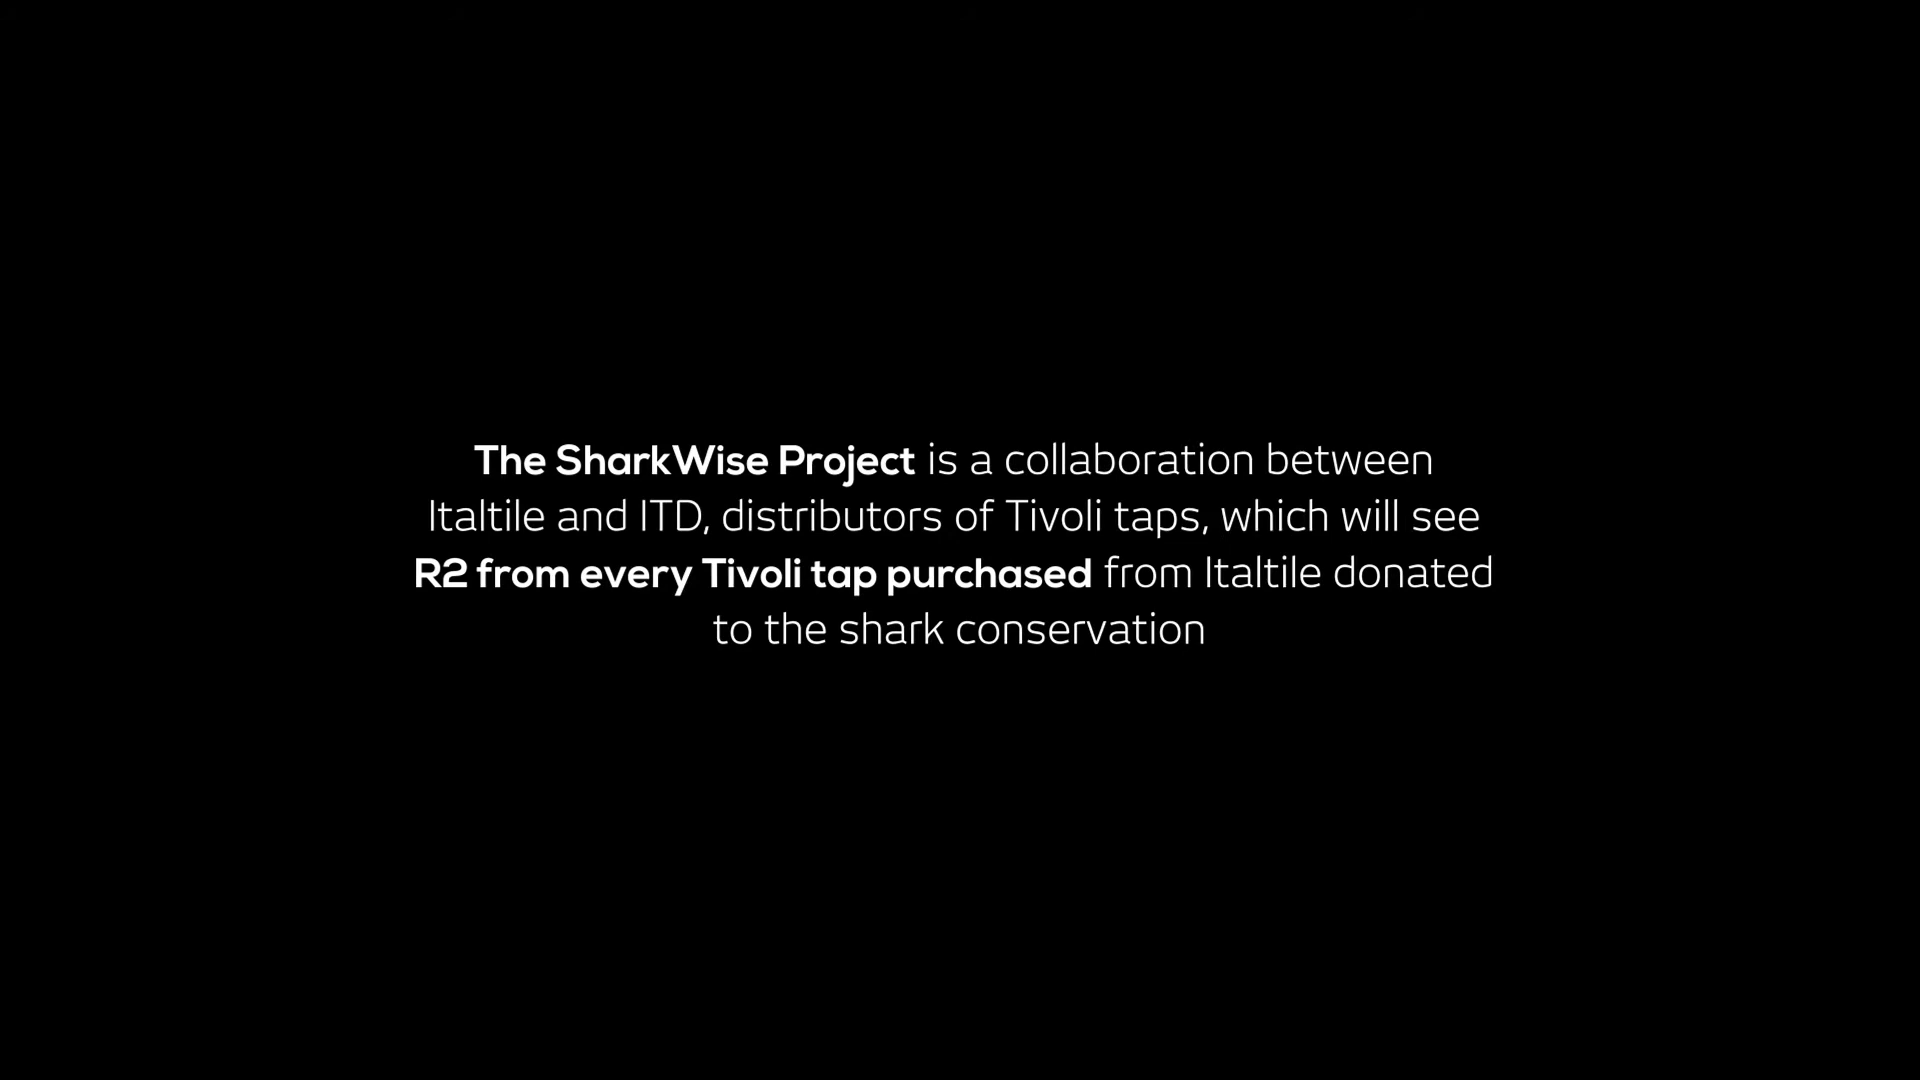 The SharkWise Project is a collaboration between
Italtile and ITD, distributors of Tivoli taps, which will see
R2 from every Tivoli tap purchased from Italtile donated
to the shark conservation